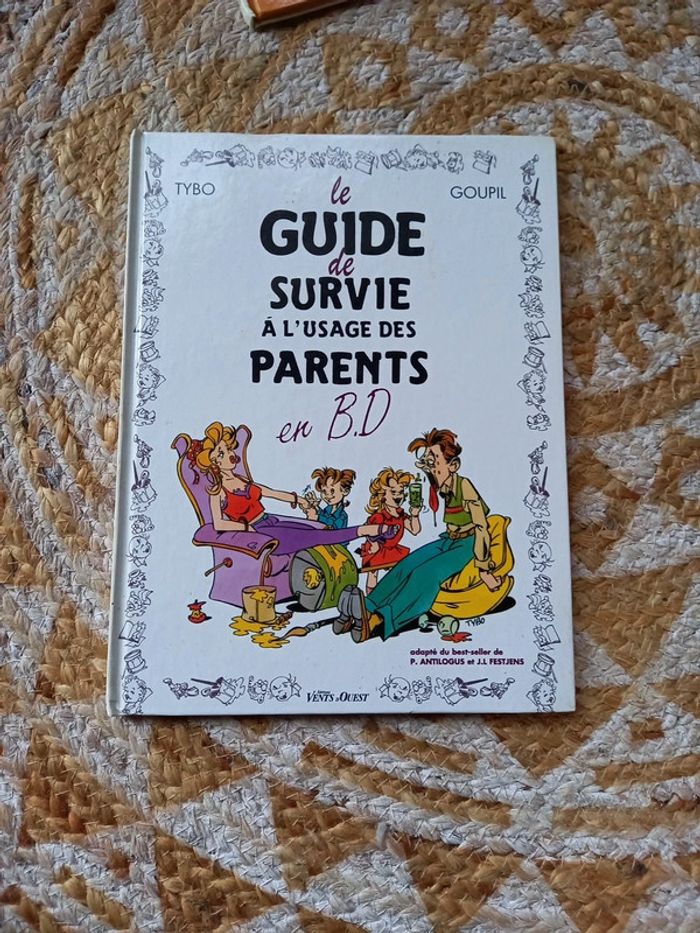 TYBO
GOUPIL
le
GUIDE
de
SURVIE
À L'USAGE DES
PARENTS
en B.D
TYBO
adapté du best-seller de
P. ANTILOGUS et J.L FESTJENS
VENTS D'OUEST